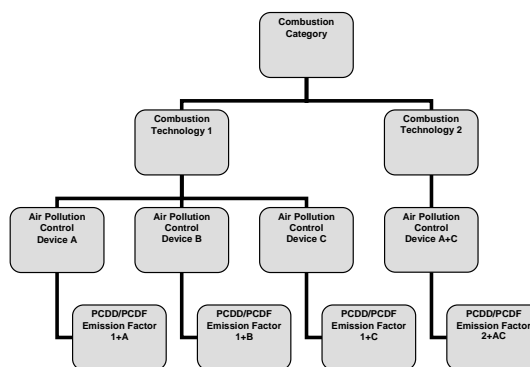 Combustion
Category
Combustion
Technology 1
Combustion
Technology 2
Air Pollution
Control
Device A
Air Pollution
Control
Device B
Air Pollution
Control
Device C
Air Pollution
Control
Device A+C
PCDD/PCDF
Emission Factor
1+A
PCDD/PCDF
Emission Factor
1+B
PCDD/PCDF
Emission Factor
1+C
PCDD/PCDF
Emission Factor
2+AC